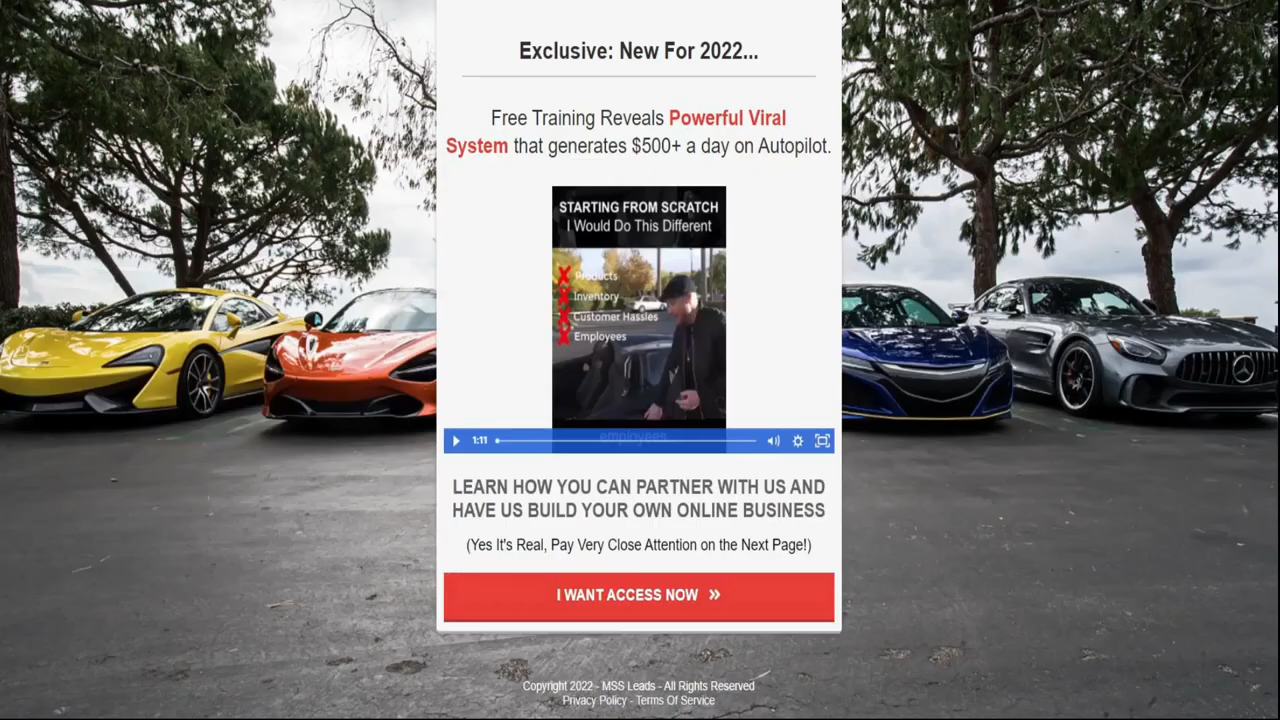 Exclusive: New For 2022...
Free Training Reveals Powerful Viral
System that generates $500+ a day on Autopilot.
STARTING FROM SCRATCH
I Would Do This Different
X Products
X Inventory
X Customer Hassles
X Employees
employees
1:11
LEARN HOW YOU CAN PARTNER WITH US AND
HAVE US BUILD YOUR OWN ONLINE BUSINESS
(Yes It's Real, Pay Very Close Attention on the Next Page!)
I WANT ACCESS NOW »
Copyright 2022 - MSS Leads - All Rights Reserved
Privacy Policy - Terms Of Service